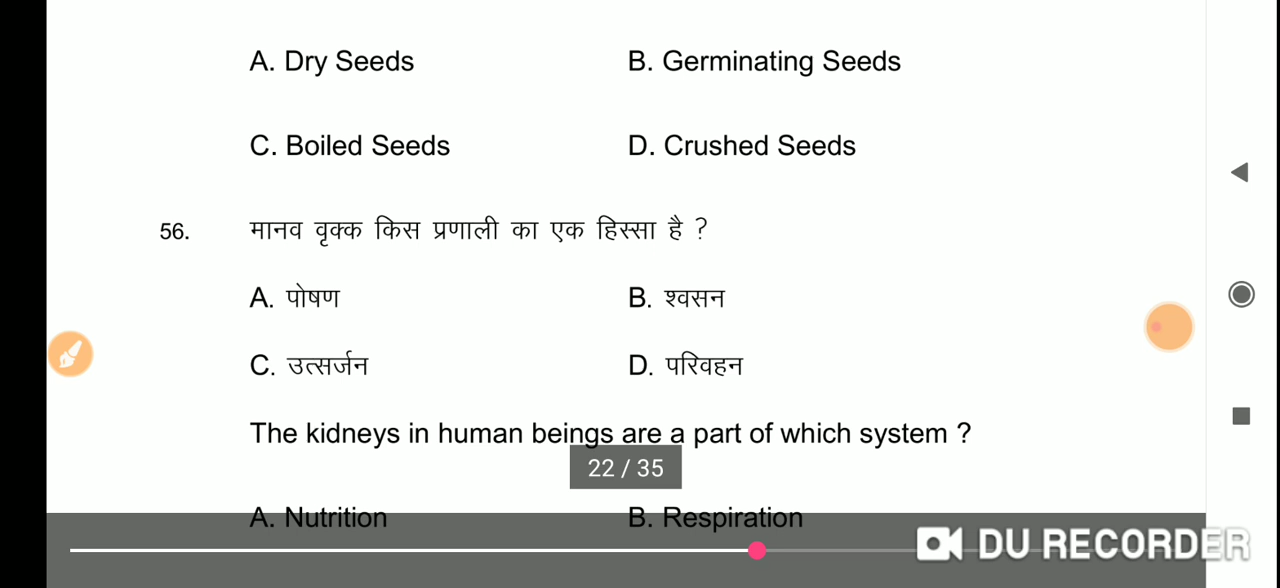 A. Dry Seeds B. Germinating Seeds
C. Boiled Seeds D. Crushed Seeds
56. मानव वृक्क किस प्रणाली का एक हिस्सा है ?
A. पोषण B. श्वसन
C. उत्सर्जन D. परिवहन
The kidneys in human beings are a part of which system ?
22 / 35
A. Nutrition B. Respiration
DU RECORDER